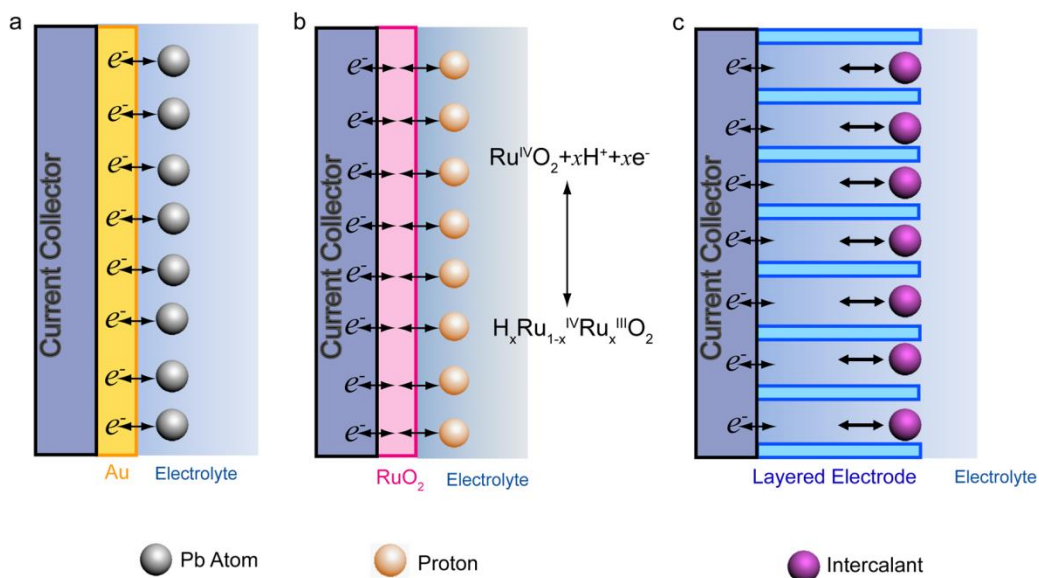 a
e⁻
e⁻
e⁻
e⁻
e⁻
e⁻
e⁻
e⁻
Current Collector
Au
Electrolyte
b
e⁻
e⁻
e⁻
e⁻
e⁻
e⁻
e⁻
e⁻
Current Collector
RuO₂
Electrolyte
RuᴵⱽO₂+xH⁺+xe⁻
HₓRu₁₋ₓᴵⱽRuₓᴵᴵᴵO₂
c
e⁻
e⁻
e⁻
e⁻
e⁻
e⁻
e⁻
Current Collector
Layered Electrode
Electrolyte
Pb Atom
Proton
Intercalant